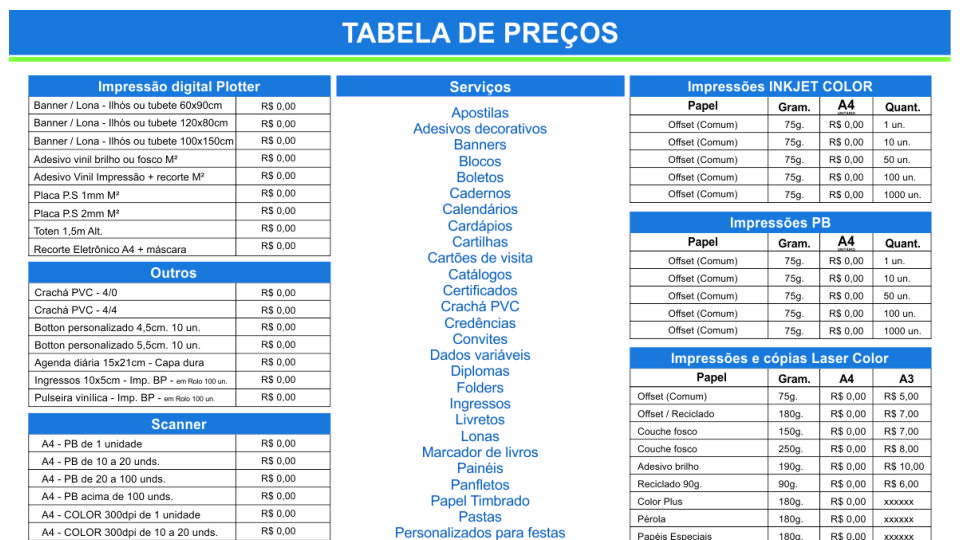 TABELA DE PREÇOS
Impressão digital Plotter
Banner / Lona - Ilhós ou tubete 60x90cm R$ 0,00
Banner / Lona - Ilhós ou tubete 120x80cm R$ 0,00
Banner / Lona - Ilhós ou tubete 100x150cm R$ 0,00
Adesivo vinil brilho ou fosco M² R$ 0,00
Adesivo Vinil Impressão + recorte M² R$ 0,00
Placa P.S 1mm M² R$ 0,00
Placa P.S 2mm M² R$ 0,00
Toten 1,5m Alt. R$ 0,00
Recorte Eletrônico A4 + máscara R$ 0,00
Outros
Crachá PVC - 4/0 R$ 0,00
Crachá PVC - 4/4 R$ 0,00
Botton personalizado 4,5cm. 10 un. R$ 0,00
Botton personalizado 5,5cm. 10 un. R$ 0,00
Agenda diária 15x21cm - Capa dura R$ 0,00
Ingressos 10x5cm - Imp. BP - em Rolo 100 un. R$ 0,00
Pulseira vinílica - Imp. BP - em Rolo 100 un. R$ 0,00
Scanner
A4 - PB de 1 unidade R$ 0,00
A4 - PB de 10 a 20 unds. R$ 0,00
A4 - PB de 20 a 100 unds. R$ 0,00
A4 - PB acima de 100 unds. R$ 0,00
A4 - COLOR 300dpi de 1 unidade R$ 0,00
A4 - COLOR 300dpi de 10 a 20 unds. R$ 0,00
Serviços
Apostilas
Adesivos decorativos
Banners
Blocos
Boletos
Cadernos
Calendários
Cardápios
Cartilhas
Cartões de visita
Catálogos
Certificados
Crachá PVC
Credências
Convites
Dados variáveis
Diplomas
Folders
Ingressos
Livretos
Lonas
Marcador de livros
Painéis
Panfletos
Papel Timbrado
Pastas
Personalizados para festas
Impressões INKJET COLOR
Papel Gram. A4 Quant.
Offset (Comum) 75g. R$ 0,00 1 un.
Offset (Comum) 75g. R$ 0,00 10 un.
Offset (Comum) 75g. R$ 0,00 50 un.
Offset (Comum) 75g. R$ 0,00 100 un.
Offset (Comum) 75g. R$ 0,00 1000 un.
Impressões PB
Papel Gram. A4 Quant.
Offset (Comum) 75g. R$ 0,00 1 un.
Offset (Comum) 75g. R$ 0,00 10 un.
Offset (Comum) 75g. R$ 0,00 50 un.
Offset (Comum) 75g. R$ 0,00 100 un.
Offset (Comum) 75g. R$ 0,00 1000 un.
Impressões e cópias Laser Color
Papel Gram. A4 A3
Offset (Comum) 75g. R$ 0,00 R$ 5,00
Offset / Reciclado 180g. R$ 0,00 R$ 7,00
Couche fosco 150g. R$ 0,00 R$ 7,00
Couche fosco 250g. R$ 0,00 R$ 8,00
Adesivo brilho 190g. R$ 0,00 R$ 10,00
Reciclado 90g. 90g. R$ 0,00 R$ 6,00
Color Plus 180g. R$ 0,00 xxxxxx
Pérola 180g. R$ 0,00 xxxxxx
Papéis Especiais 180g. R$ 0,00 xxxxxx